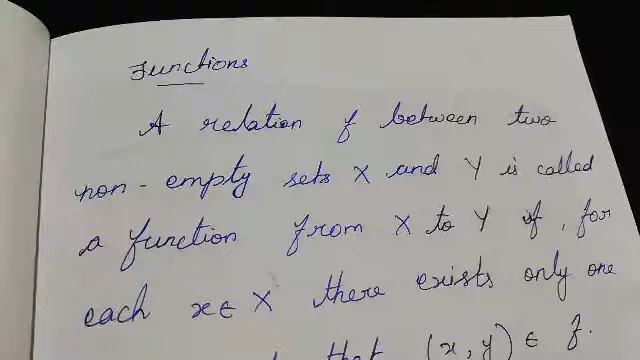 Functions
A relation f between two
non-empty sets X and Y is called
a function from X to Y if, for
each x ∈ X there exists only one
that (x, y) ∈ f.